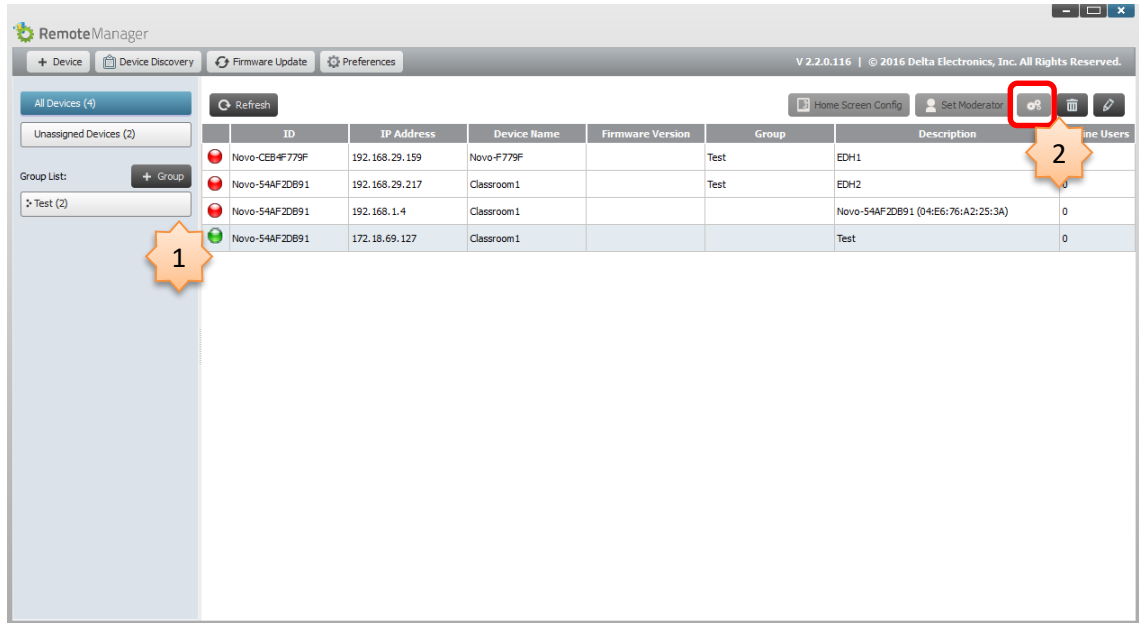 RemoteManager
+ Device Device Discovery Firmware Update Preferences V 2.2.0.116 | © 2016 Delta Electronics, Inc. All Rights Reserved.
All Devices (4) Refresh Home Screen Config Set Moderator
Unassigned Devices (2) ID IP Address Device Name Firmware Version Group Description ine Users
2
Novo-CEB4F779F 192.168.29.159 Novo-F779F Test EDH1
Group List: + Group Novo-54AF2DB91 192.168.29.217 Classroom1 Test EDH2 0
Test (2) Novo-54AF2DB91 192.168.1.4 Classroom1 Novo-54AF2DB91 (04:E6:76:A2:25:3A) 0
Novo-54AF2DB91 172.18.69.127 Classroom1 Test 0
1